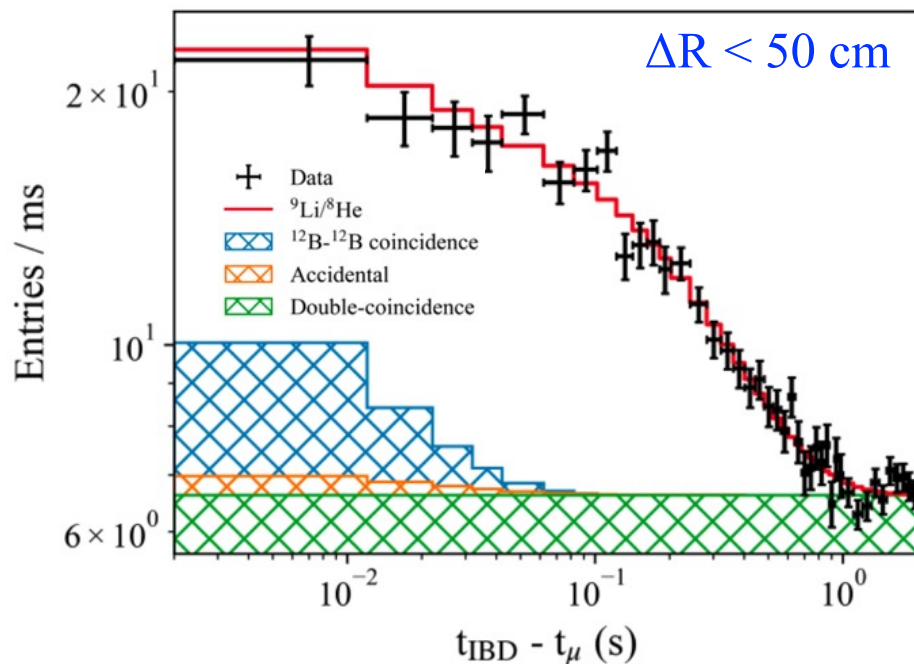 ΔR < 50 cm
2 × 10¹
10¹
6 × 10⁰
Entries / ms
Data
⁹Li/⁸He
¹²B-¹²B coincidence
Accidental
Double-coincidence
10⁻² 10⁻¹ 10⁰
t_IBD - t_μ (s)